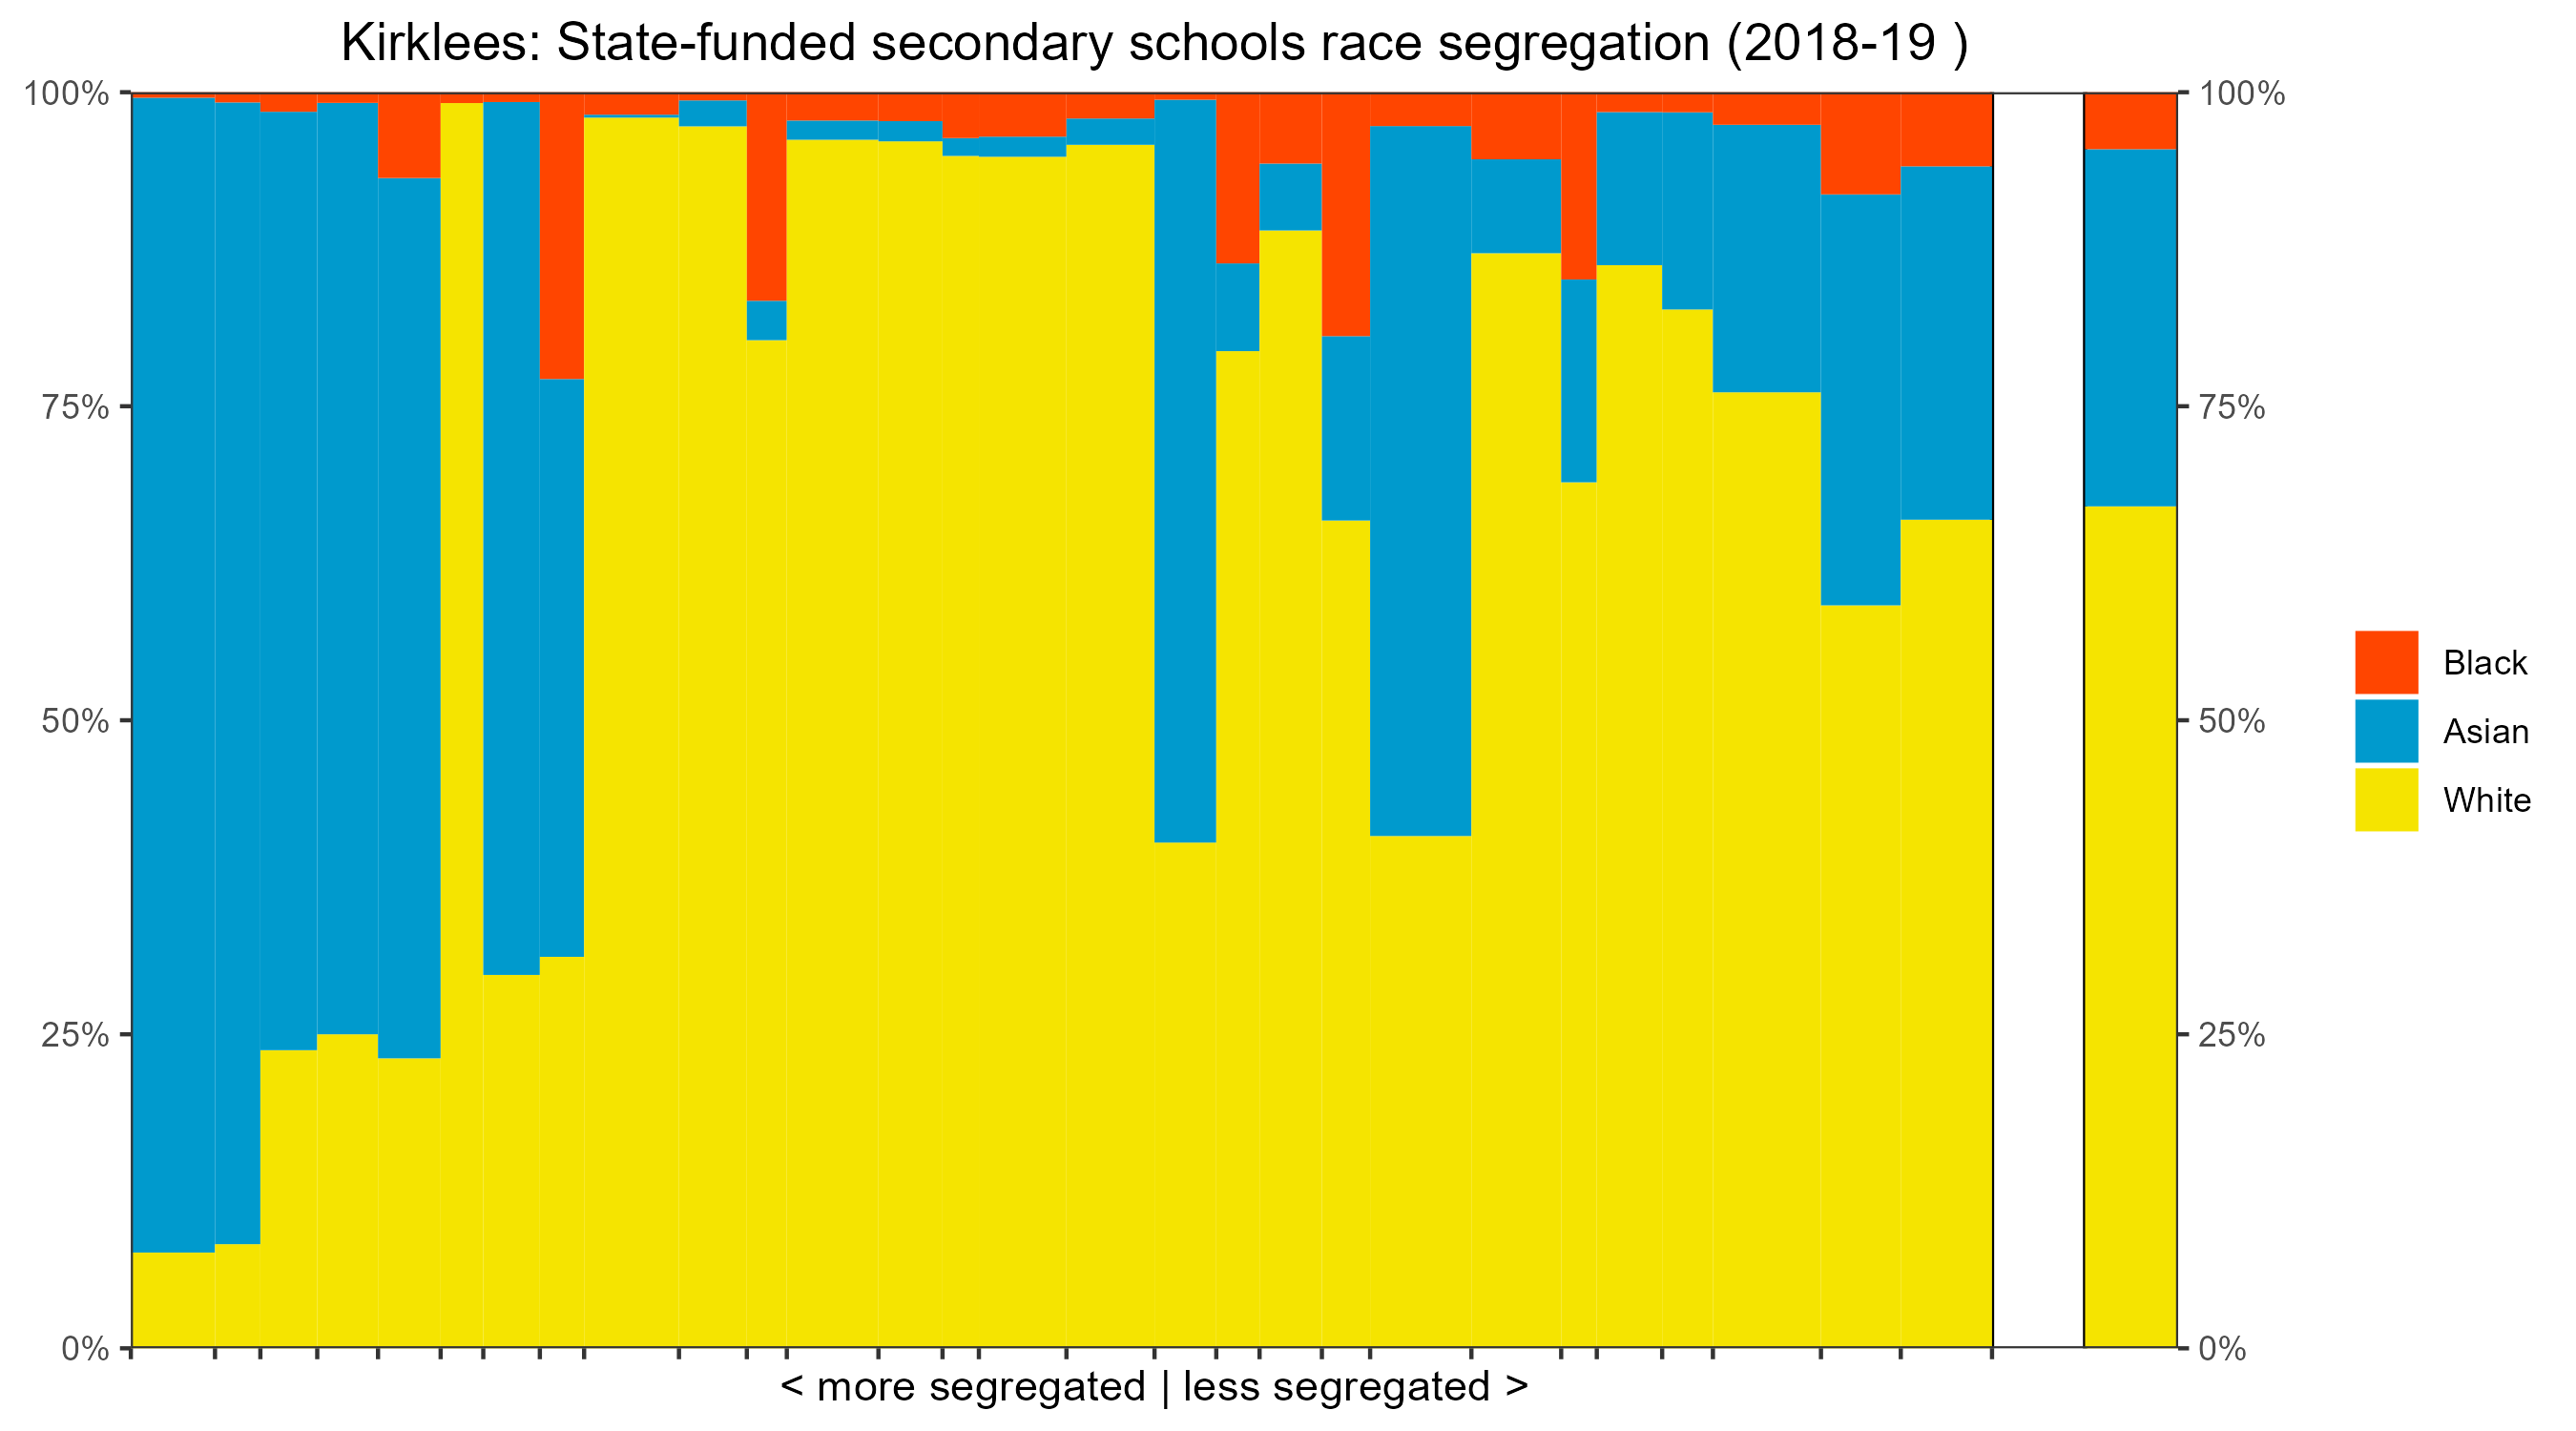 Kirklees: State-funded secondary schools race segregation (2018-19 )
100%
75%
50%
25%
0%
100%
75%
50%
25%
0%
Black
Asian
White
< more segregated | less segregated >